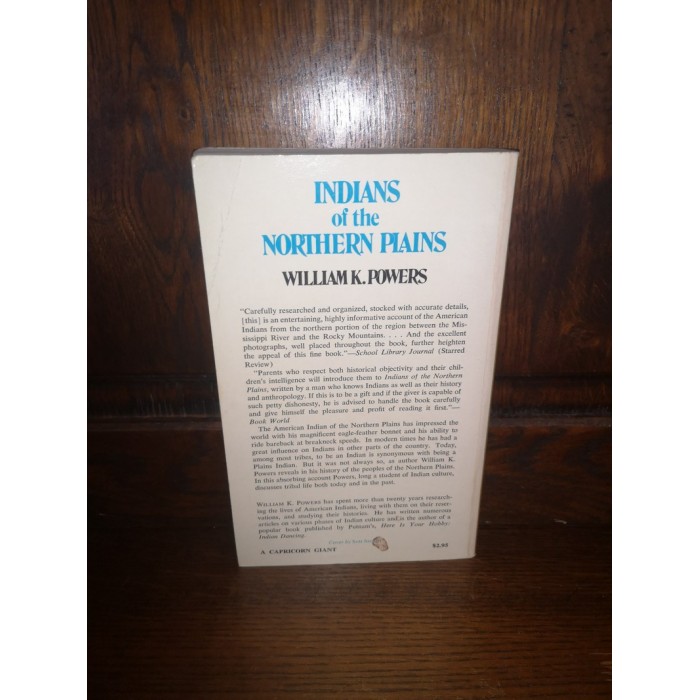 INDIANS
of the
NORTHERN PLAINS
WILLIAM K. POWERS
"Carefully researched and organized, stocked with accurate details,
[this] is an entertaining, highly informative account of the American
Indians from the northern portion of the region between the Mis-
sissippi River and the Rocky Mountains. . . . And the excellent
photographs, well placed throughout the book, further heighten
the appeal of this fine book."—School Library Journal (Starred
Review)
"Parents who respect both historical objectivity and their chil-
dren's intelligence will introduce them to Indians of the Northern
Plains, written by a man who knows Indians as well as their history
and anthropology. If this is to be a gift and if the giver is capable of
such petty dishonesty, he is advised to handle the book carefully
and give himself the pleasure and profit of reading it first."—
Book World
The American Indian of the Northern Plains has impressed the
world with his magnificent eagle-feather bonnet and his ability to
ride bareback at breakneck speeds. In modern times he has had a
great influence on Indians in other parts of the country. Today,
among most tribes, to be an Indian is synonymous with being a
Plains Indian. But it was not always so, as author William K.
Powers reveals in his history of the peoples of the Northern Plains.
In this absorbing account Powers, long a student of Indian culture,
discusses tribal life both today and in the past.
WILLIAM K. POWERS has spent more than twenty years research-
ing the lives of American Indians, living with them on their reser-
vations, and studying their histories. He has written numerous
articles on various phases of Indian culture and is the author of a
popular book published by Putnam's, Here Is Your Hobby:
Indian Dancing.
A CAPRICORN GIANT